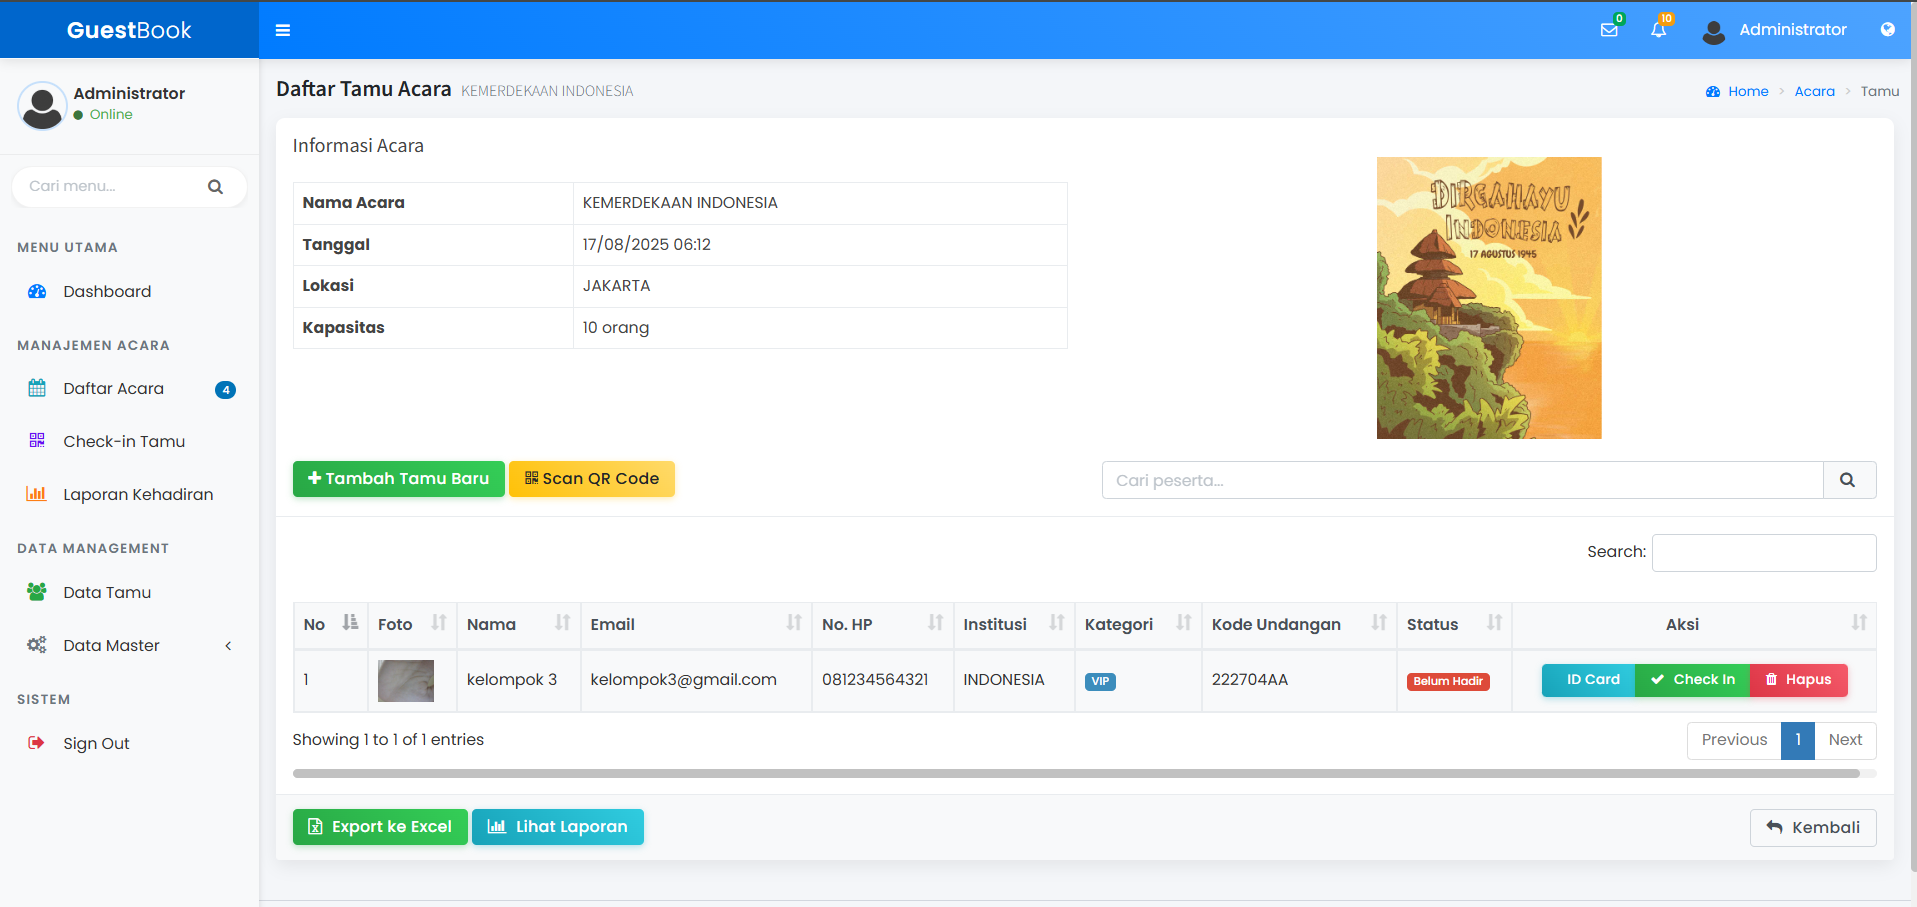 GuestBook
0
10
Administrator
Administrator
Online
Cari menu...
MENU UTAMA
Dashboard
MANAJEMEN ACARA
Daftar Acara
4
Check-in Tamu
Laporan Kehadiran
DATA MANAGEMENT
Data Tamu
Data Master
SISTEM
Sign Out
Daftar Tamu Acara KEMERDEKAAN INDONESIA
Home > Acara > Tamu
Informasi Acara
Nama Acara KEMERDEKAAN INDONESIA
Tanggal 17/08/2025 06:12
Lokasi JAKARTA
Kapasitas 10 orang
DIRGAHAYU
INDONESIA
17 AGUSTUS 1945
Tambah Tamu Baru Scan QR Code
Cari peserta...
Search:
No Foto Nama Email No. HP Institusi Kategori Kode Undangan Status Aksi
1 kelompok 3 kelompok3@gmail.com 081234564321 INDONESIA VIP 222704AA Belum Hadir ID Card Check In Hapus
Showing 1 to 1 of 1 entries
Previous 1 Next
Export ke Excel Lihat Laporan
Kembali